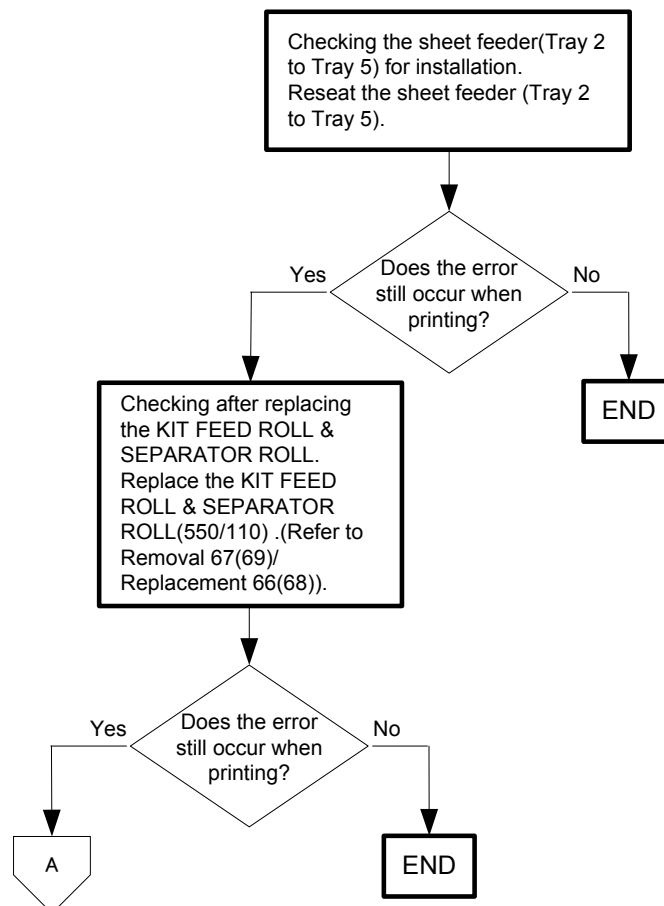 Checking the sheet feeder(Tray 2
to Tray 5) for installation.
Reseat the sheet feeder (Tray 2
to Tray 5).
Does the error
still occur when
printing?
Yes
No
END
Checking after replacing
the KIT FEED ROLL &
SEPARATOR ROLL.
Replace the KIT FEED
ROLL & SEPARATOR
ROLL(550/110) .(Refer to
Removal 67(69)/
Replacement 66(68)).
Does the error
still occur when
printing?
Yes
No
A
END